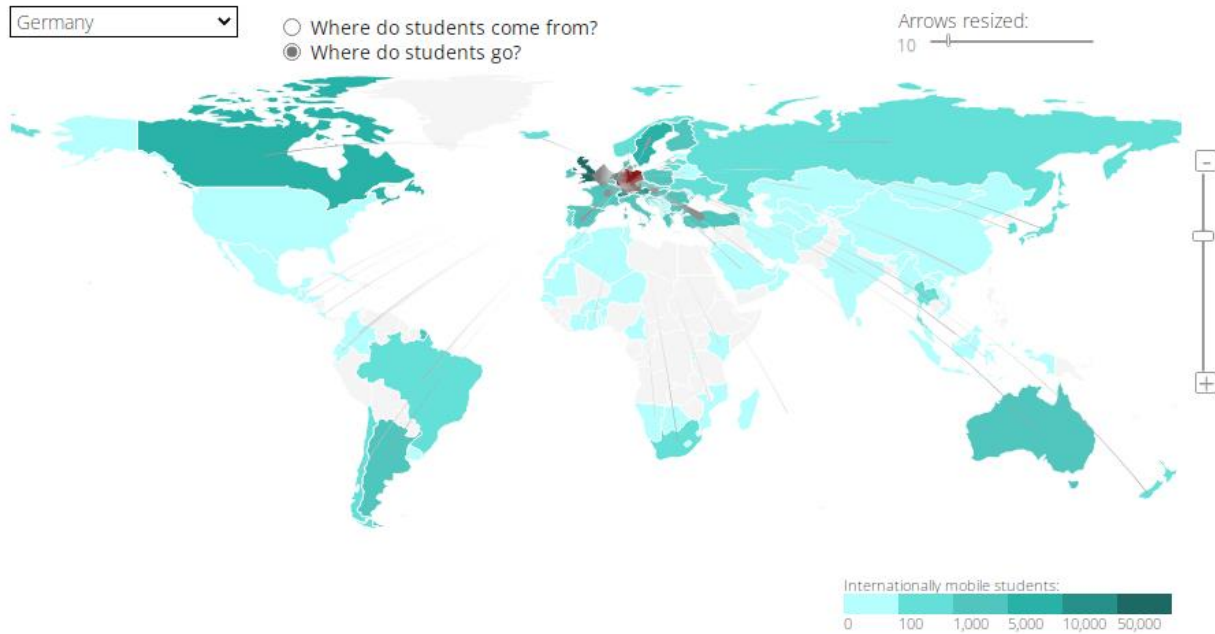 Germany
Where do students come from?
Where do students go?
Arrows resized:
10
-
+
Internationally mobile students:
0 100 1,000 5,000 10,000 50,000